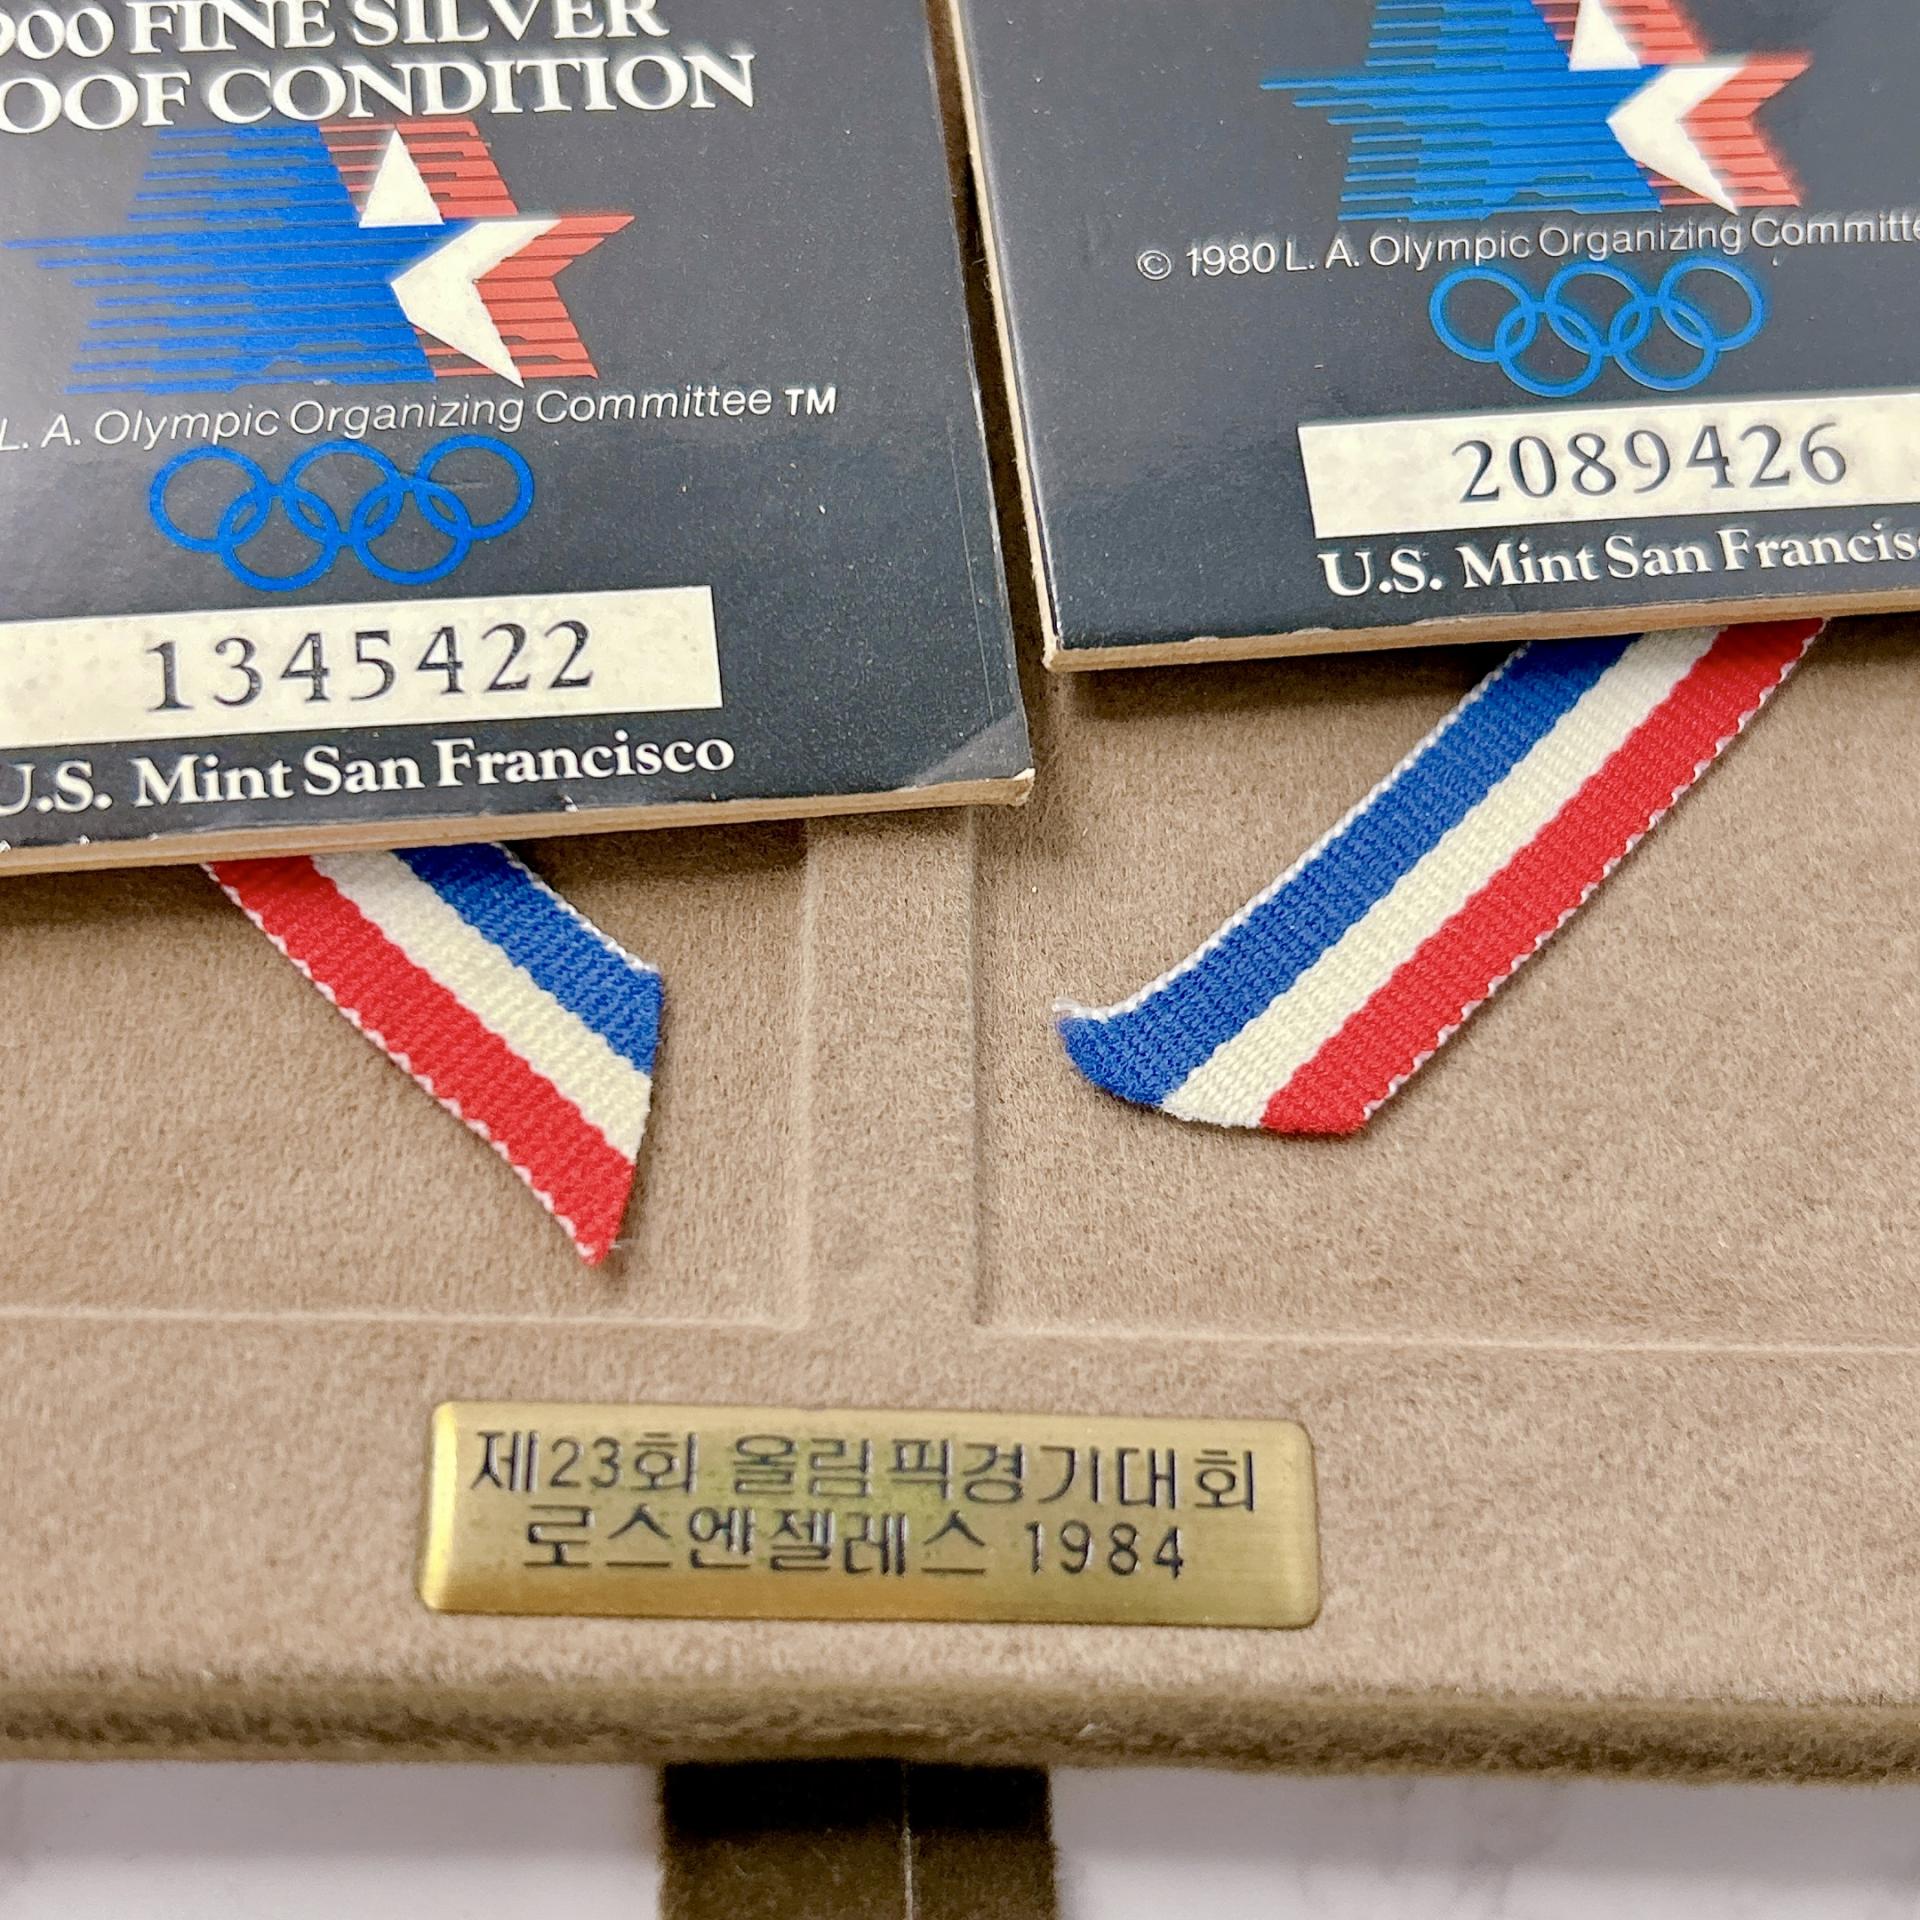 900 FINE SILVER
OOF CONDITION
L. A. Olympic Organizing Committee TM
1345422
U.S. Mint San Francisco
© 1980 L. A. Olympic Organizing Committe
2089426
U.S. Mint San Francis
제23회 올림픽경기대회
로스엔젤레스 1984